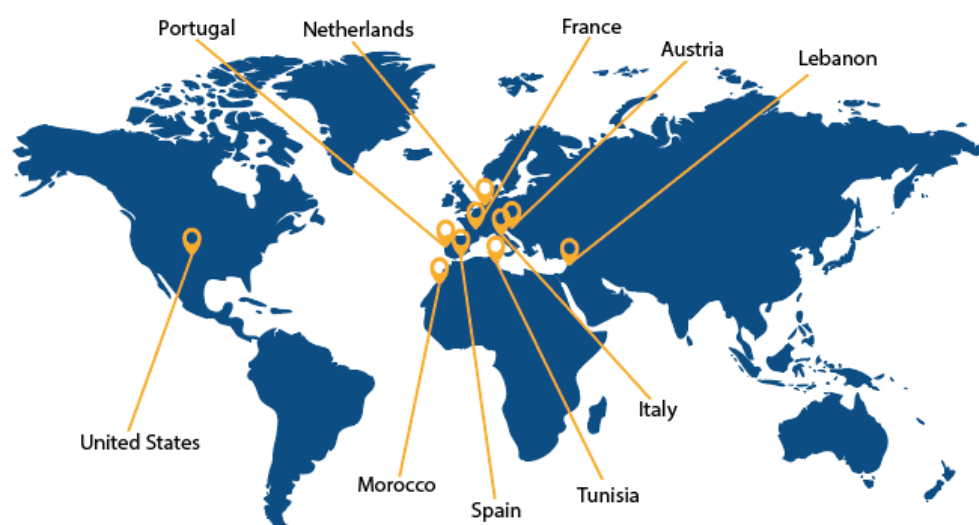 Portugal
Netherlands
France
Austria
Lebanon
United States
Morocco
Spain
Tunisia
Italy